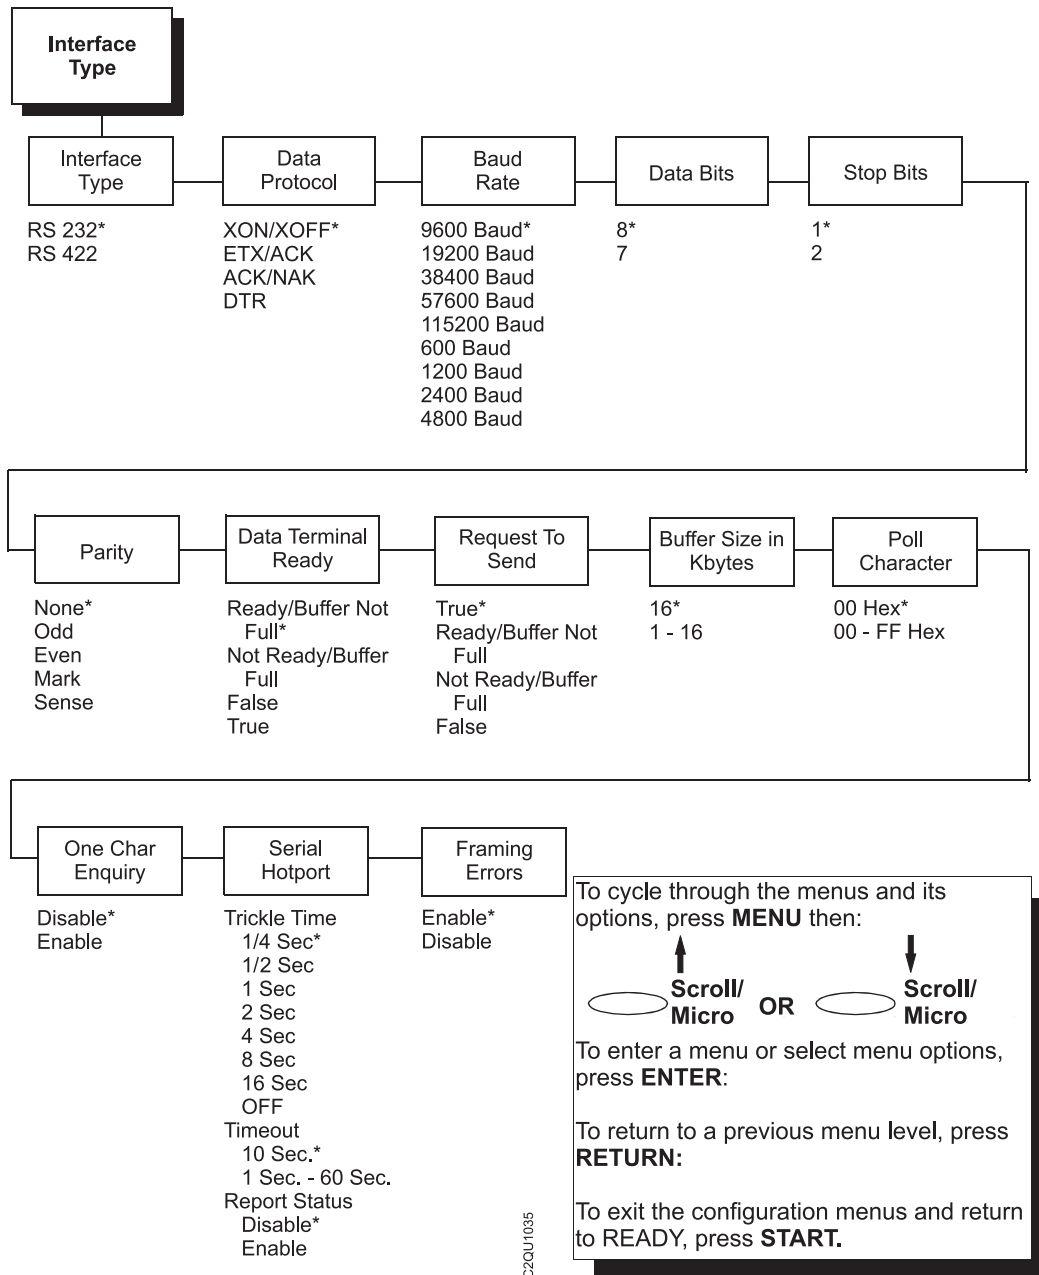 Interface
Type
Interface
Type
RS 232*
RS 422
Data
Protocol
XON/XOFF*
ETX/ACK
ACK/NAK
DTR
Baud
Rate
9600 Baud*
19200 Baud
38400 Baud
57600 Baud
115200 Baud
600 Baud
1200 Baud
2400 Baud
4800 Baud
Data Bits
8*
7
Stop Bits
1*
2
Parity
None*
Odd
Even
Mark
Sense
Data Terminal
Ready
Ready/Buffer Not
Full*
Not Ready/Buffer
Full
False
True
Request To
Send
True*
Ready/Buffer Not
Full
Not Ready/Buffer
Full
False
Buffer Size in
Kbytes
16*
1 - 16
Poll
Character
00 Hex*
00 - FF Hex
One Char
Enquiry
Disable*
Enable
Serial
Hotport
Trickle Time
1/4 Sec*
1/2 Sec
1 Sec
2 Sec
4 Sec
8 Sec
16 Sec
OFF
Timeout
10 Sec.*
1 Sec. - 60 Sec.
Report Status
Disable*
Enable
Framing
Errors
Enable*
Disable
To cycle through the menus and its
options, press MENU then:
Scroll/
Micro
OR
Scroll/
Micro
To enter a menu or select menu options,
press ENTER:
To return to a previous menu level, press
RETURN:
To exit the configuration menus and return
to READY, press START.
C2QU1035